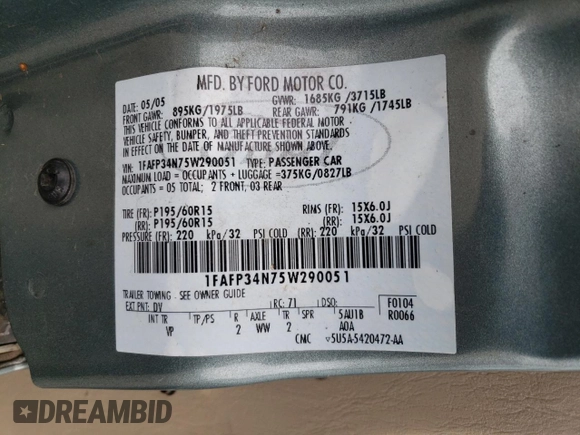 MFD. BY FORD MOTOR CO.
DATE: 05/05 GVWR: 1685KG /3715LB
FRONT GAWR: 895KG/1975LB REAR GAWR: 791KG/1745LB
THIS VEHICLE CONFORMS TO ALL APPLICABLE FEDERAL MOTOR
VEHICLE SAFETY, BUMPER, AND THEFT PREVENTION STANDARDS
IN EFFECT ON THE DATE OF MANUFACTURE SHOWN ABOVE.
VIN: 1FAFP34N75W290051 TYPE: PASSENGER CAR
MAXIMUM LOAD = OCCUPANTS + LUGGAGE =375KG/0827LB
OCCUPANTS = 05 TOTAL; 2 FRONT, 03 REAR
TIRE (FR): P195/60R15 RIMS (FR): 15X6.0J
(RR): P195/60R15 (RR): 15X6.0J
PRESSURE (FR): 220 kPa/32 PSI COLD (RR): 220 kPa/32 PSI COLD
1FAFP34N75W290051
TRAILER TOWING - SEE OWNER GUIDE
EXT PNT: DV RC: 71 DSO: F0104
INT TR TP/PS R AXLE TR SPR 5AU1B R0066
VP 2 WW 2 AOA
CMC v5U5A-5420472-AA
DREAMBID